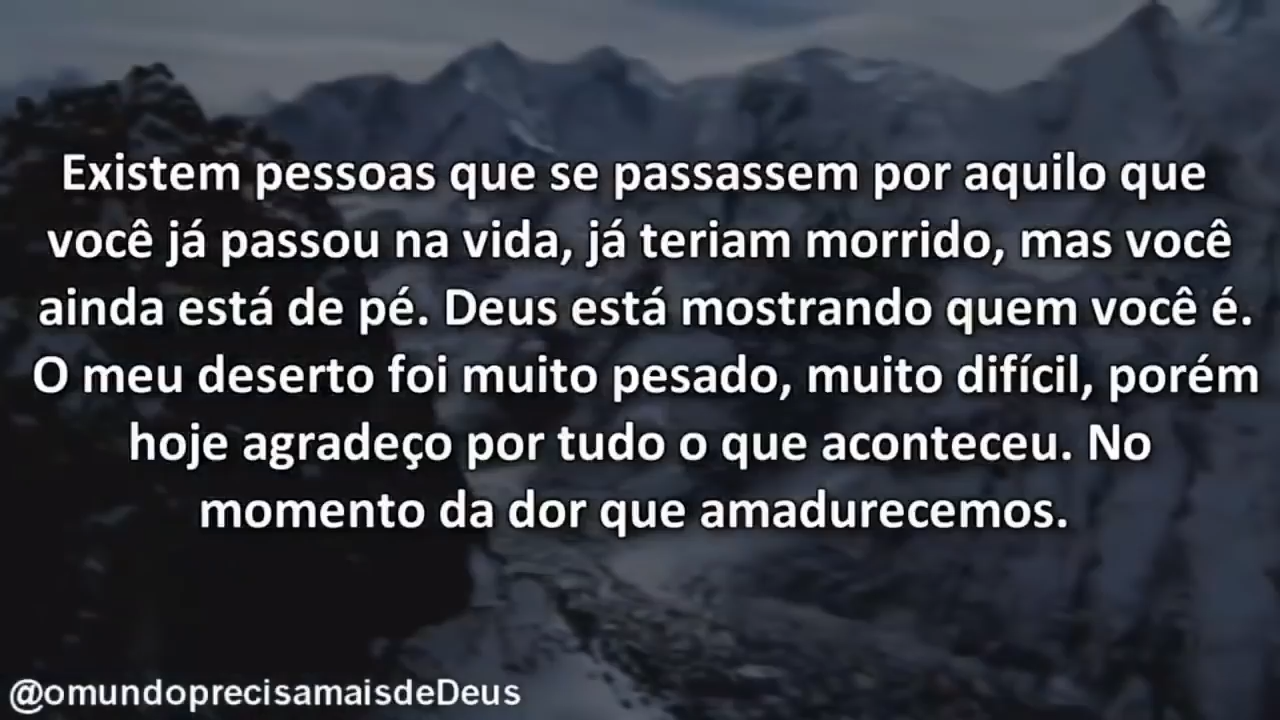 Existem pessoas que se passassem por aquilo que
você já passou na vida, já teriam morrido, mas você
ainda está de pé. Deus está mostrando quem você é.
O meu deserto foi muito pesado, muito difícil, porém
hoje agradeço por tudo o que aconteceu. No
momento da dor que amadurecemos.
@omundoprecisamaisdeDeus